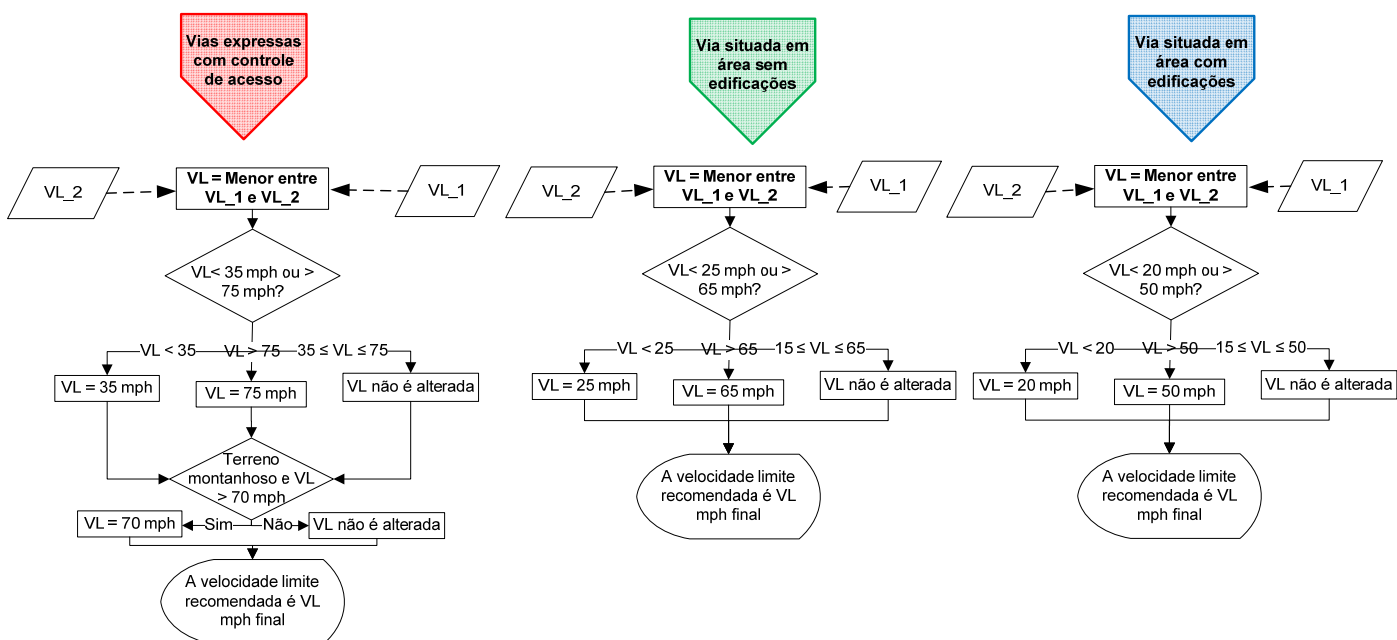 Vias expressas
com controle
de acesso
VL_2
VL = Menor entre
VL_1 e VL_2
VL_1
VL< 35 mph ou >
75 mph?
VL < 35
VL > 75
35 ≤ VL ≤ 75
VL = 35 mph
VL = 75 mph
VL não é alterada
Terreno
montanhoso e VL
> 70 mph
VL = 70 mph
Sim
Não
VL não é alterada
A velocidade limite
recomendada é VL
mph final
Via situada em
área sem
edificações
VL_2
VL = Menor entre
VL_1 e VL_2
VL_1
VL< 25 mph ou >
65 mph?
VL < 25
VL > 65
15 ≤ VL ≤ 65
VL = 25 mph
VL = 65 mph
VL não é alterada
A velocidade limite
recomendada é VL
mph final
Via situada em
área com
edificações
VL_2
VL = Menor entre
VL_1 e VL_2
VL_1
VL< 20 mph ou >
50 mph?
VL < 20
VL > 50
15 ≤ VL ≤ 50
VL = 20 mph
VL = 50 mph
VL não é alterada
A velocidade limite
recomendada é VL
mph final